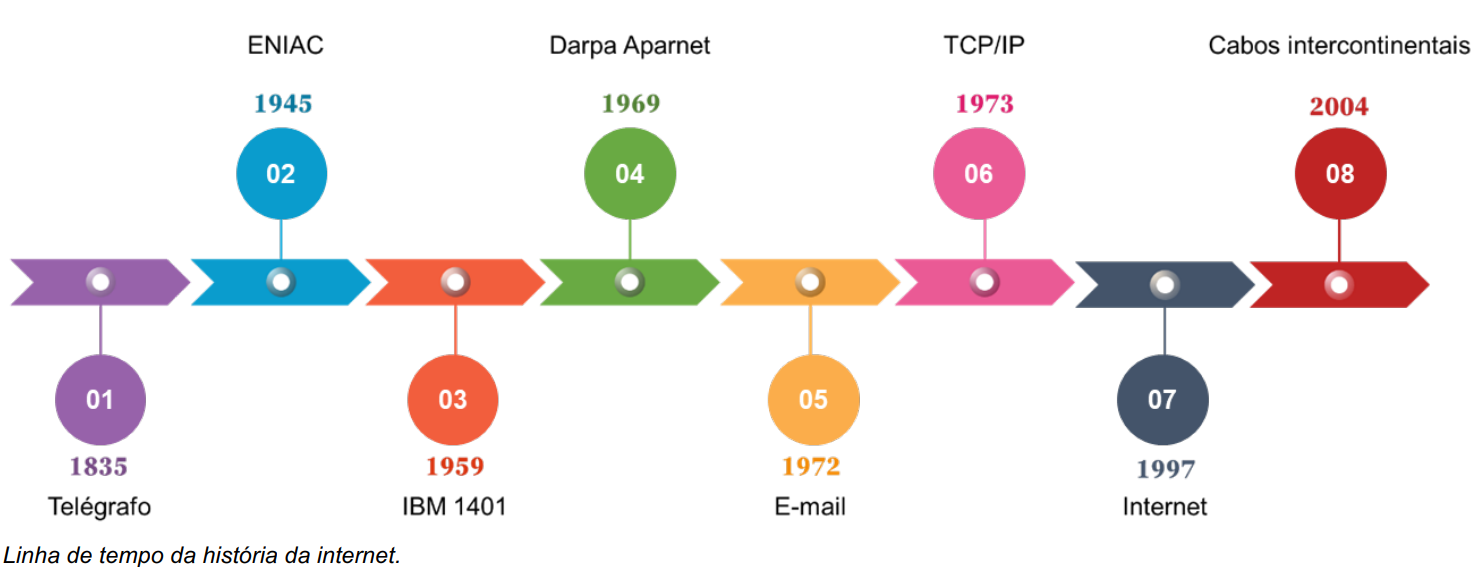 ENIAC
Darpa Aparnet
TCP/IP
Cabos intercontinentais
1945
1969
1973
2004
02
04
06
08
01
03
05
07
1835
1959
1972
1997
Telégrafo
IBM 1401
E-mail
Internet
Linha de tempo da história da internet.